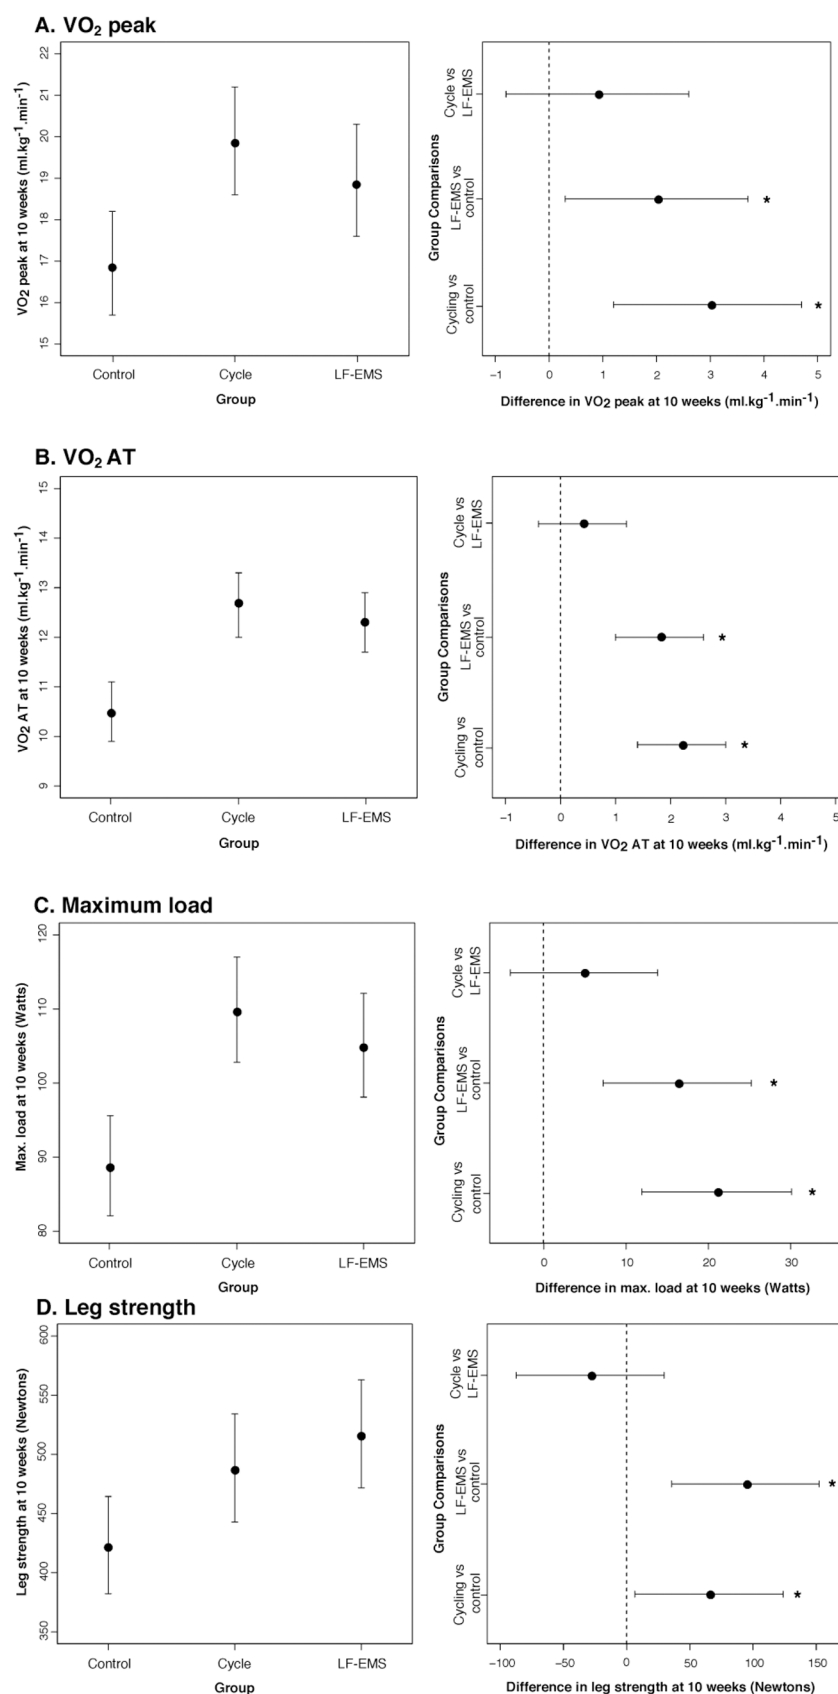 A. VO2 peak
VO2 peak at 10 weeks (ml.kg-1.min-1)
22
21
20
19
18
17
16
15
Control Cycle LF-EMS
Group
Group Comparisons
Cycle vs
LF-EMS
LF-EMS vs
control
*
Cycling vs
control
*
−1 0 1 2 3 4 5
Difference in VO2 peak at 10 weeks (ml.kg-1.min-1)
B. VO2 AT
VO2 AT at 10 weeks (ml.kg-1.min-1)
15
14
13
12
11
10
9
Control Cycle LF-EMS
Group
Group Comparisons
Cycle vs
LF-EMS
LF-EMS vs
control
*
Cycling vs
control
*
−1 0 1 2 3 4 5
Difference in VO2 AT at 10 weeks (ml.kg-1.min-1)
C. Maximum load
Max. load at 10 weeks (Watts)
120
110
100
90
80
Control Cycle LF-EMS
Group
Group Comparisons
Cycle vs
LF-EMS
LF-EMS vs
control
*
Cycling vs
control
*
0 10 20 30
Difference in max. load at 10 weeks (Watts)
D. Leg strength
Leg strength at 10 weeks (Newtons)
600
550
500
450
400
350
Control Cycle LF-EMS
Group
Group Comparisons
Cycle vs
LF-EMS
LF-EMS vs
control
*
Cycling vs
control
*
−100 −50 0 50 100 150
Difference in leg strength at 10 weeks (Newtons)